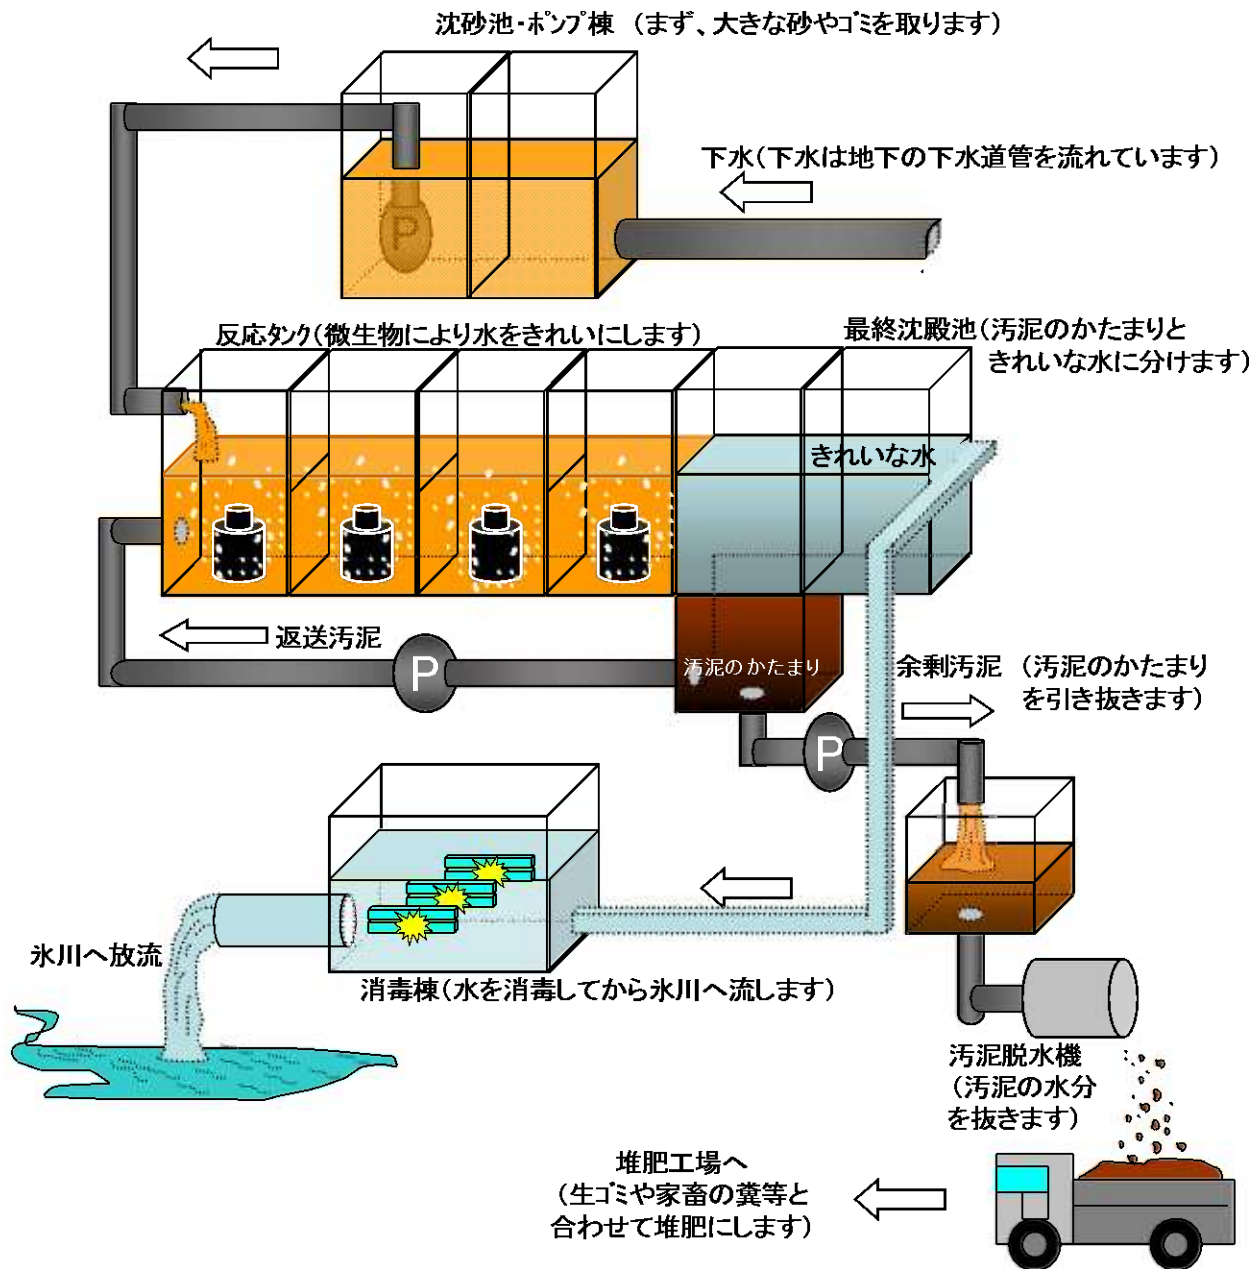 沈砂池・ポンプ棟 (まず、大きな砂やゴミを取ります)
下水(下水は地下の下水道管を流れています)
P
反応タンク(微生物により水をきれいにします)
最終沈殿池(汚泥のかたまりと
きれいな水に分けます)
きれいな水
返送汚泥
P
汚泥のかたまり
余剰汚泥 (汚泥のかたまり
を引き抜きます)
P
氷川へ放流
消毒棟(水を消毒してから氷川へ流します)
汚泥脱水機
(汚泥の水分
を抜きます)
堆肥工場へ
(生ゴミや家畜の糞等と
合わせて堆肥にします)